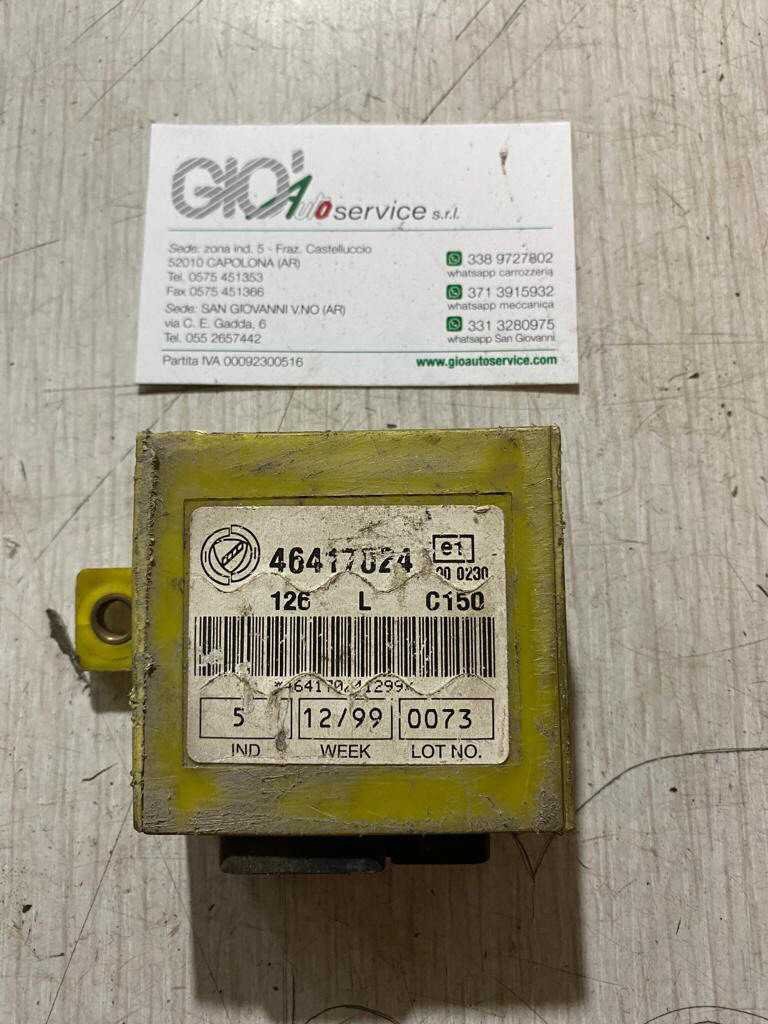 GIO' Auto service s.r.l.
Sede: zona ind. 5 - Fraz. Castelluccio
52010 CAPOLONA (AR)
Tel. 0575 451353
Fax 0575 451366
Sede: SAN GIOVANNI V.NO (AR)
via C. E. Gadda, 6
Tel. 055 2657442
Partita IVA 00092300516
338 9727802
whatsapp carrozzeria
371 3915932
whatsapp meccanica
331 3280975
whatsapp San Giovanni
www.gioautoservice.com
46417024 e1
00 0230
126 L C150
5 12/99 0073
IND WEEK LOT NO.